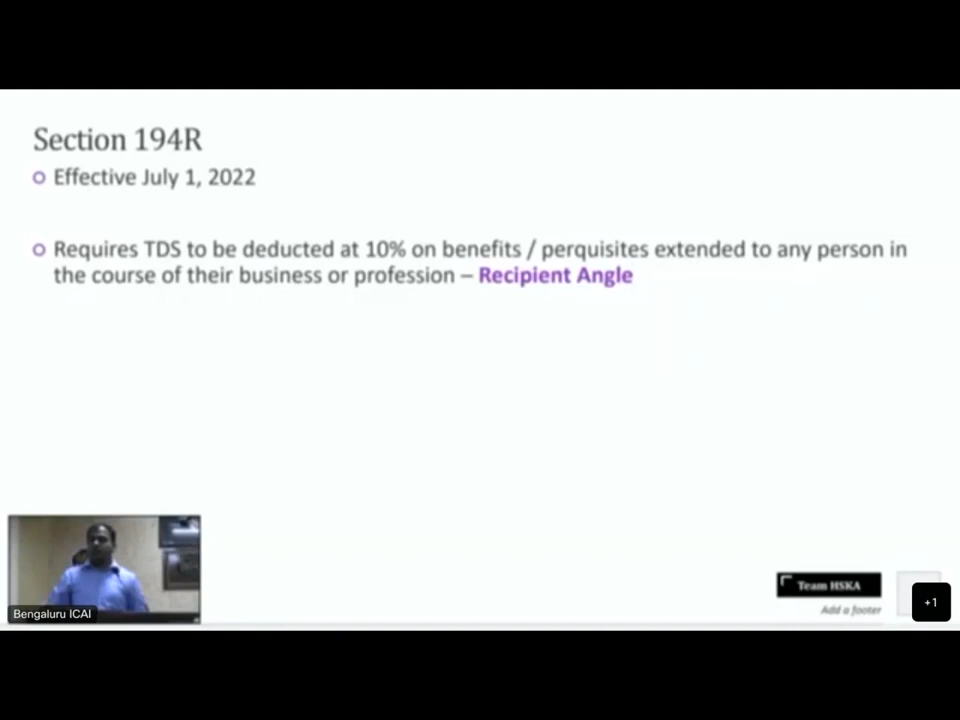 Section 194R
Effective July 1, 2022
Requires TDS to be deducted at 10% on benefits / perquisites extended to any person in
the course of their business or profession – Recipient Angle
Bengaluru ICAI
Team HSKA
Add a footer
+1